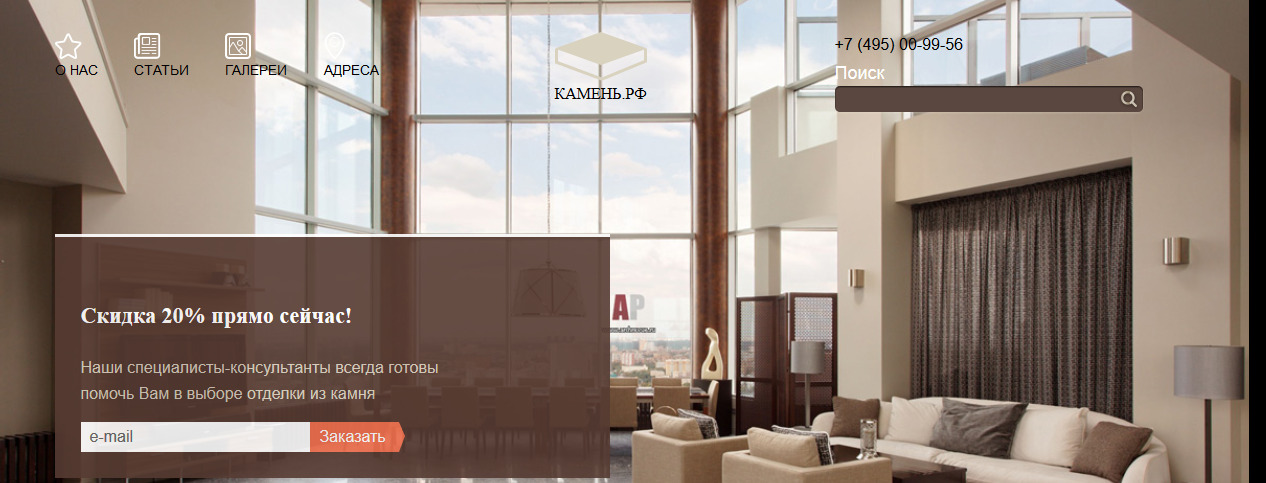 О НАС
СТАТЬИ
ГАЛЕРЕИ
АДРЕСА
КАМЕНЬ.РФ
+7 (495) 00-99-56
Поиск
Скидка 20% прямо сейчас!
Наши специалисты-консультанты всегда готовы
помочь Вам в выборе отделки из камня
e-mail
Заказать
AP